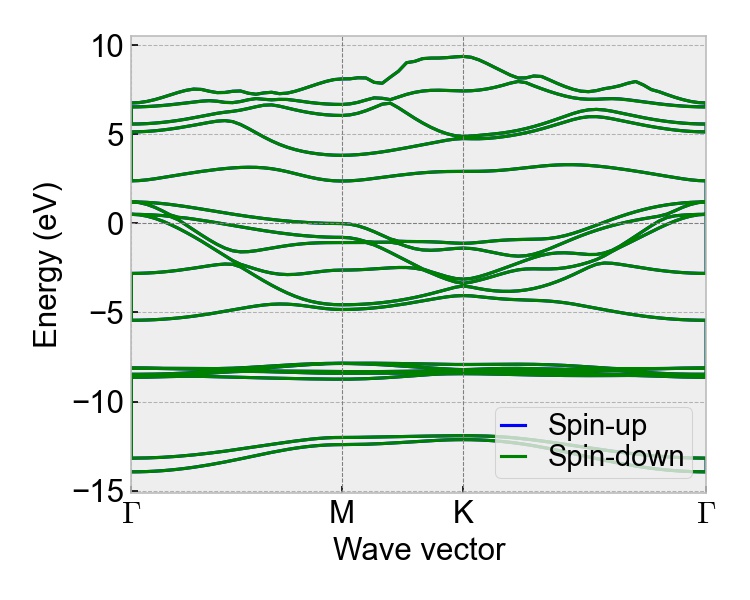 10
5
0
−5
−10
−15
Energy (eV)
Spin-up
Spin-down
Γ M K Γ
Wave vector